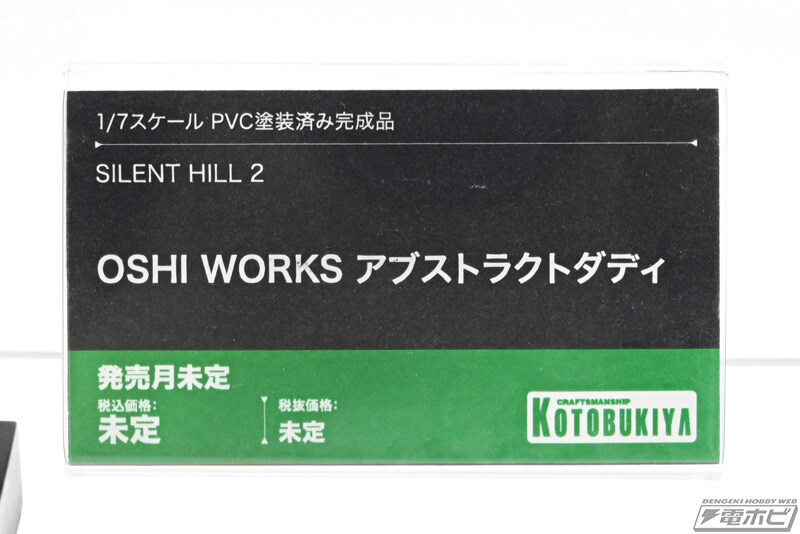 1/7スケール PVC塗装済み完成品
SILENT HILL 2
OSHI WORKS アブストラクトダディ
発売月未定
税込価格: 税抜価格:
未定 未定
CRAFTSMANSHIP
KOTOBUKIYA
DENGEKI HOBBY WEB
電ホビ